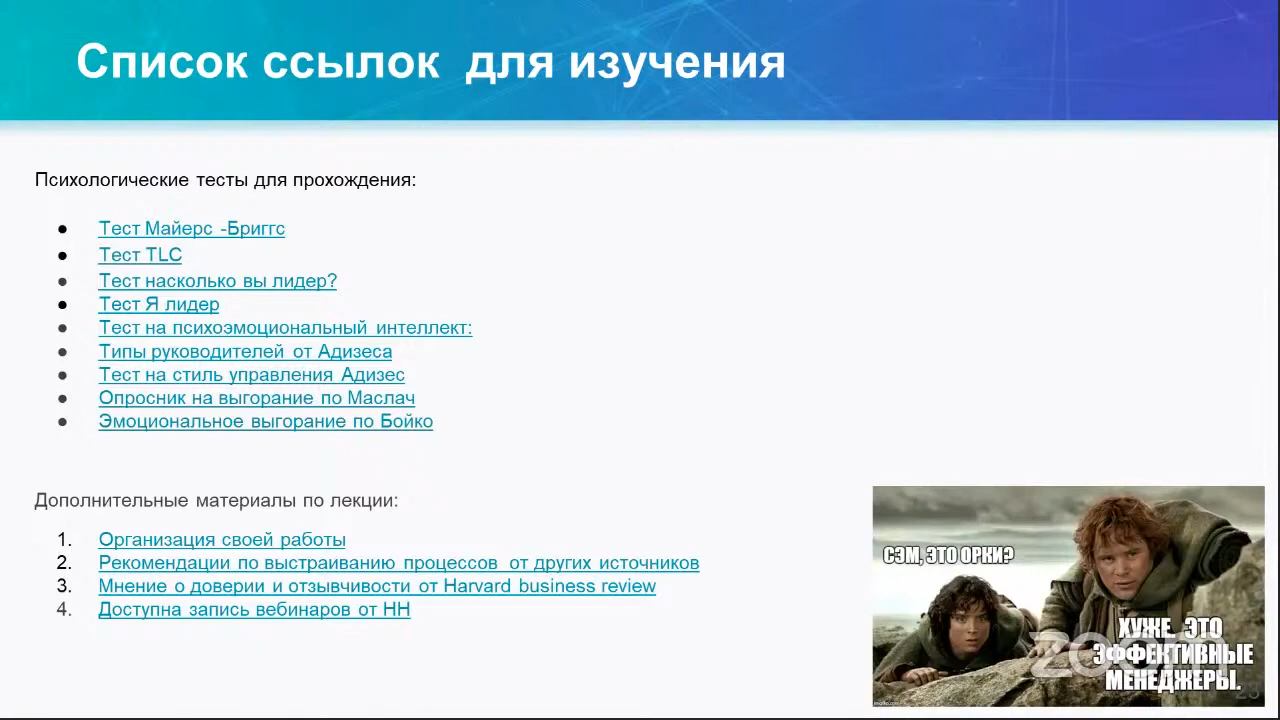 Список ссылок для изучения
Психологические тесты для прохождения:
● Тест Майерс -Бриггс
● Тест TLC
● Тест насколько вы лидер?
● Тест Я лидер
● Тест на психоэмоциональный интеллект:
● Типы руководителей от Адизеса
● Тест на стиль управления Адизес
● Опросник на выгорание по Маслач
● Эмоциональное выгорание по Бойко
Дополнительные материалы по лекции:
1. Организация своей работы
2. Рекомендации по выстраиванию процессов от других источников
3. Мнение о доверии и отзывчивости от Harvard business review
4. Доступна запись вебинаров от HH
СЭМ, ЭТО ОРКИ?
ХУЖЕ. ЭТО
ЭФФЕКТИВНЫЕ
МЕНЕДЖЕРЫ.
zoom
23
imgflip.com